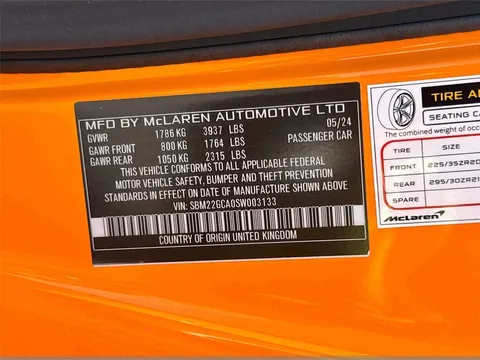 MFD BY McLAREN AUTOMOTIVE LTD
GVWR 1786 KG 3937 LBS 05/24
GAWR FRONT 800 KG 1764 LBS PASSENGER CAR
GAWR REAR 1050 KG 2315 LBS
THIS VEHICLE CONFORMS TO ALL APPLICABLE FEDERAL
MOTOR VEHICLE SAFETY, BUMPER AND THEFT PREVENTION
STANDARDS IN EFFECT ON DATE OF MANUFACTURE SHOWN ABOVE
VIN: SBM22GCA0SW003133
COUNTRY OF ORIGIN UNITED KINGDOM
TIRE
SEATING
The combined weight of
TIRE SIZE
FRONT 225/35ZR20
REAR 295/30ZR21
SPARE
McLaren